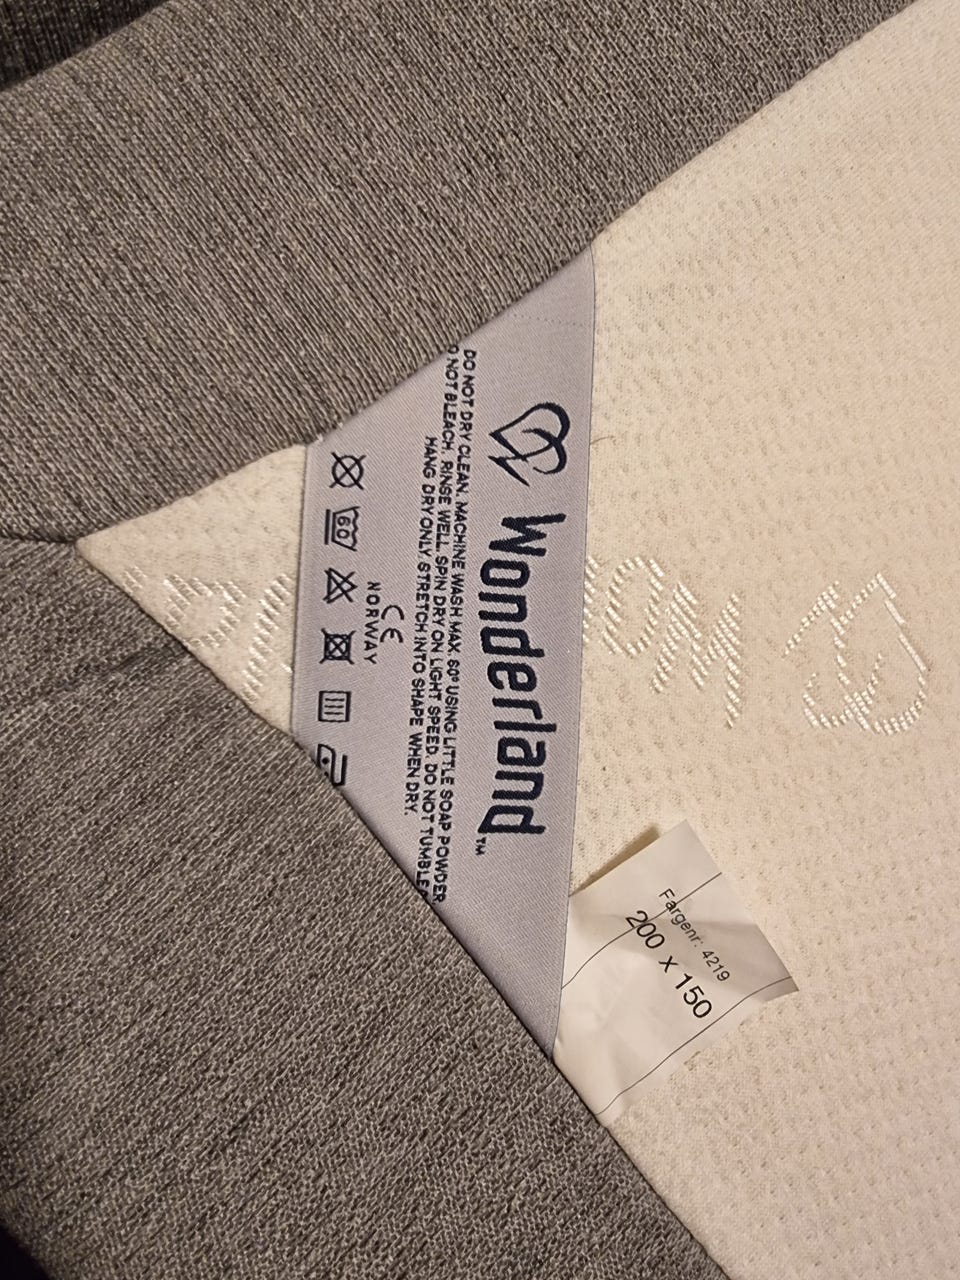 Wonderland™
DO NOT DRY CLEAN. MACHINE WASH MAX. 60° USING LITTLE SOAP POWDER.
NOT BLEACH. RINSE WELL. SPIN DRY ON LIGHT SPEED. DO NOT TUMBLE
HANG DRY ONLY. STRETCH INTO SHAPE WHEN DRY.
CE
NORWAY
60
Fargenr: 4219
200 x 150